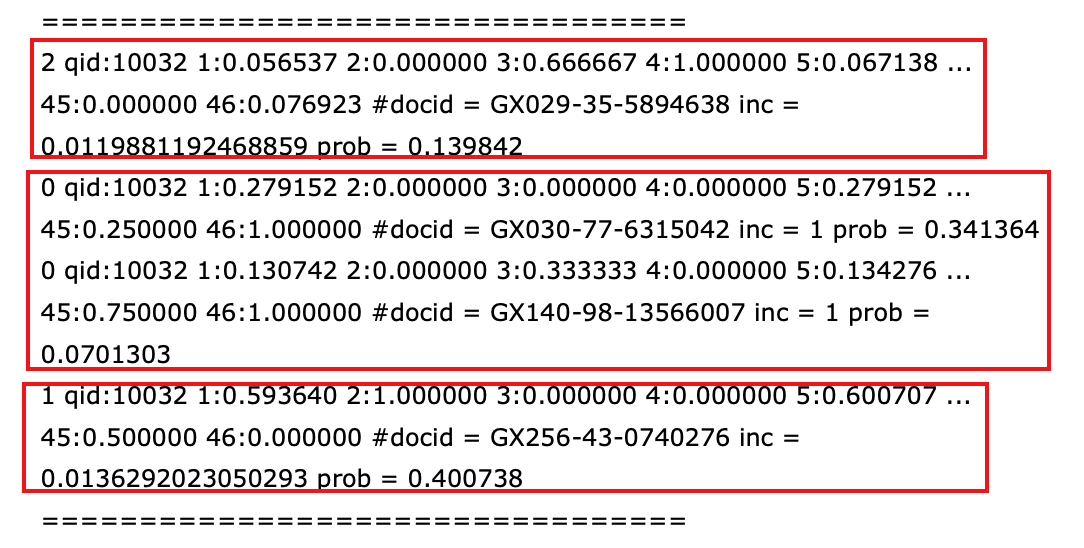 =================================
2 qid:10032 1:0.056537 2:0.000000 3:0.666667 4:1.000000 5:0.067138 ...
45:0.000000 46:0.076923 #docid = GX029-35-5894638 inc =
0.0119881192468859 prob = 0.139842
0 qid:10032 1:0.279152 2:0.000000 3:0.000000 4:0.000000 5:0.279152 ...
45:0.250000 46:1.000000 #docid = GX030-77-6315042 inc = 1 prob = 0.341364
0 qid:10032 1:0.130742 2:0.000000 3:0.333333 4:0.000000 5:0.134276 ...
45:0.750000 46:1.000000 #docid = GX140-98-13566007 inc = 1 prob =
0.0701303
1 qid:10032 1:0.593640 2:1.000000 3:0.000000 4:0.000000 5:0.600707 ...
45:0.500000 46:0.000000 #docid = GX256-43-0740276 inc =
0.0136292023050293 prob = 0.400738
=================================